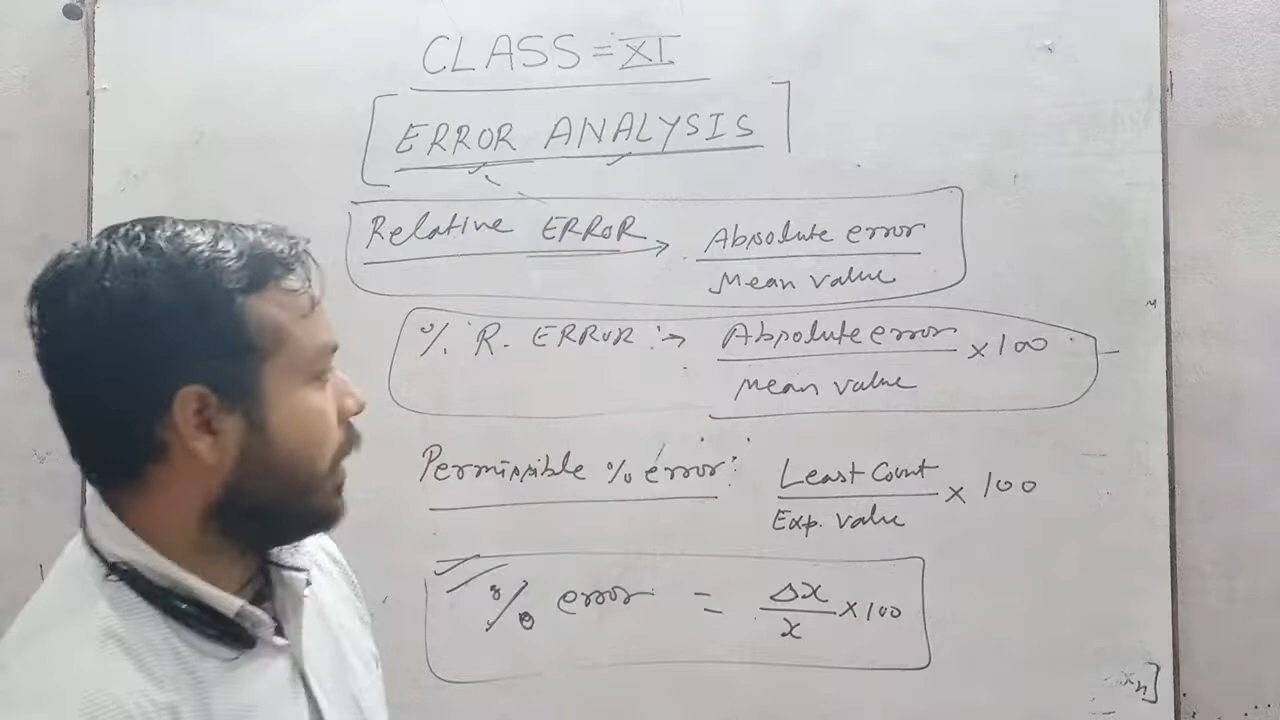 CLASS = XI
ERROR ANALYSIS
Relative ERROR → Absolute error / Mean value
% R. ERROR :→ Absolute error / Mean value × 100
Permissible % error : Least Count / Exp. value × 100
% error = Δx / x × 100
xn]